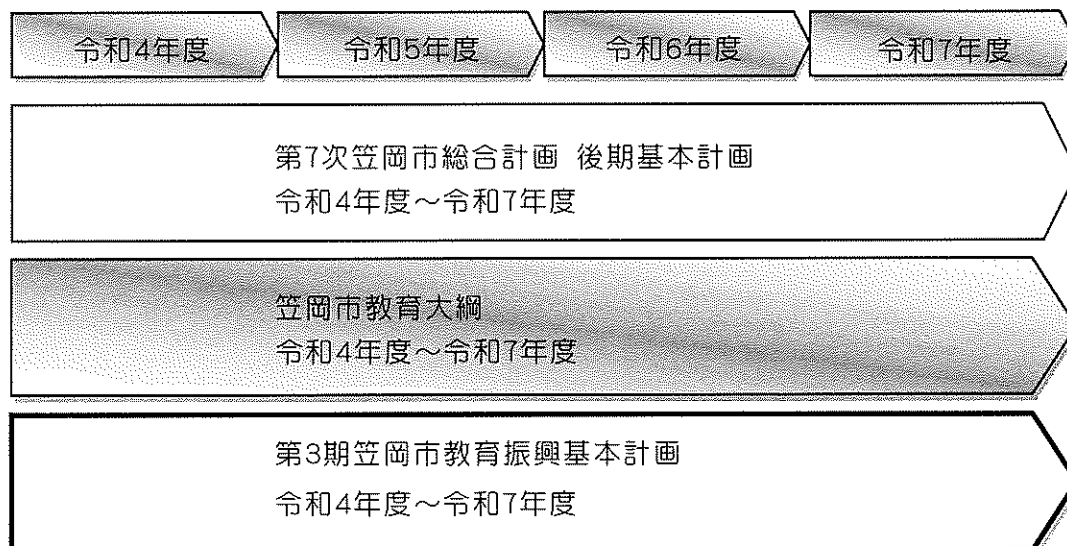 令和4年度 令和5年度 令和6年度 令和7年度
第7次笠岡市総合計画 後期基本計画
令和4年度～令和7年度
笠岡市教育大綱
令和4年度～令和7年度
第3期笠岡市教育振興基本計画
令和4年度～令和7年度